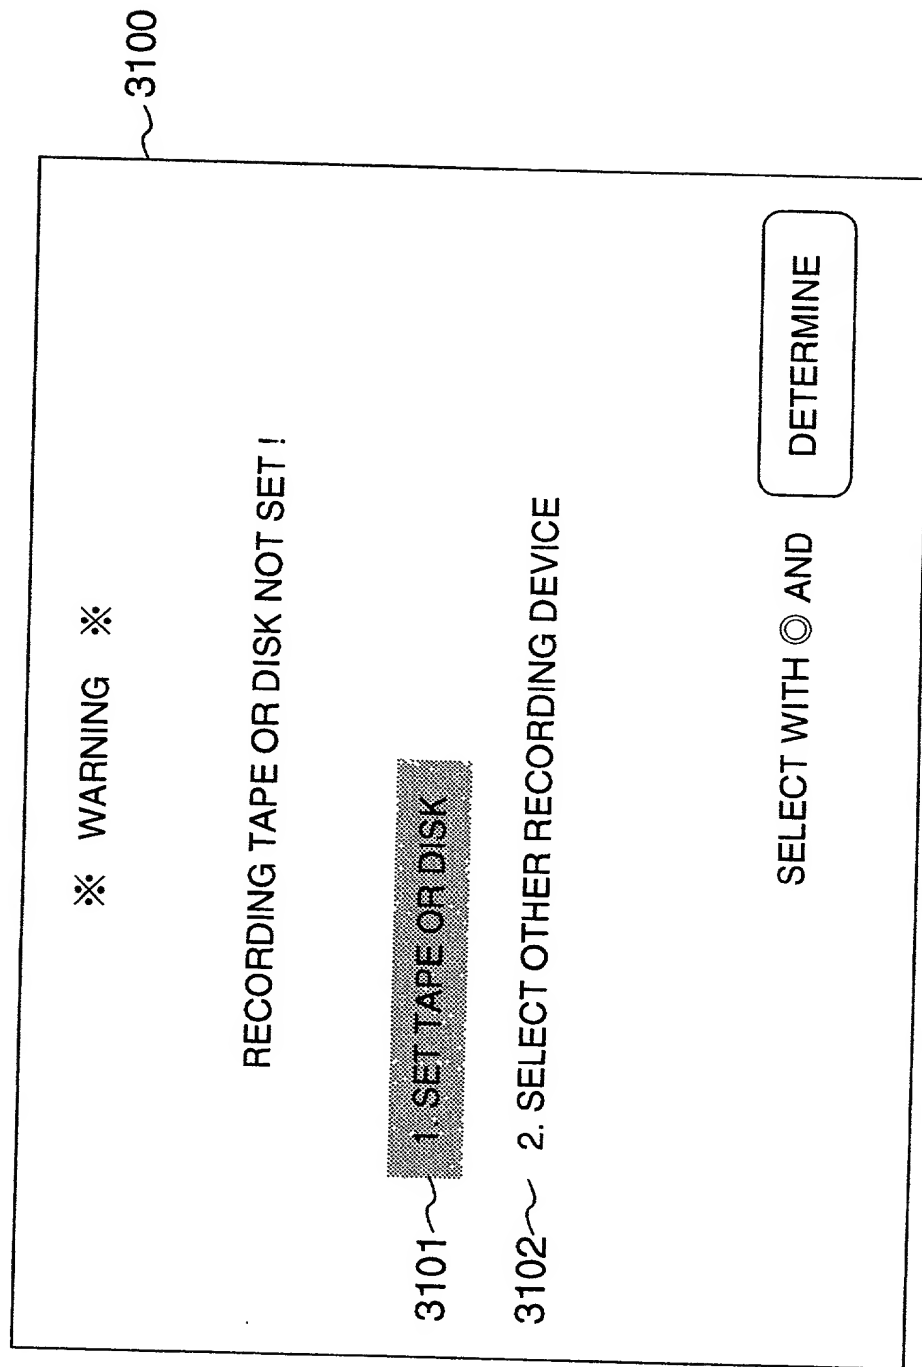 3100
※ WARNING ※
RECORDING TAPE OR DISK NOT SET !
3101 1. SET TAPE OR DISK
3102 2. SELECT OTHER RECORDING DEVICE
SELECT WITH ◎ AND DETERMINE